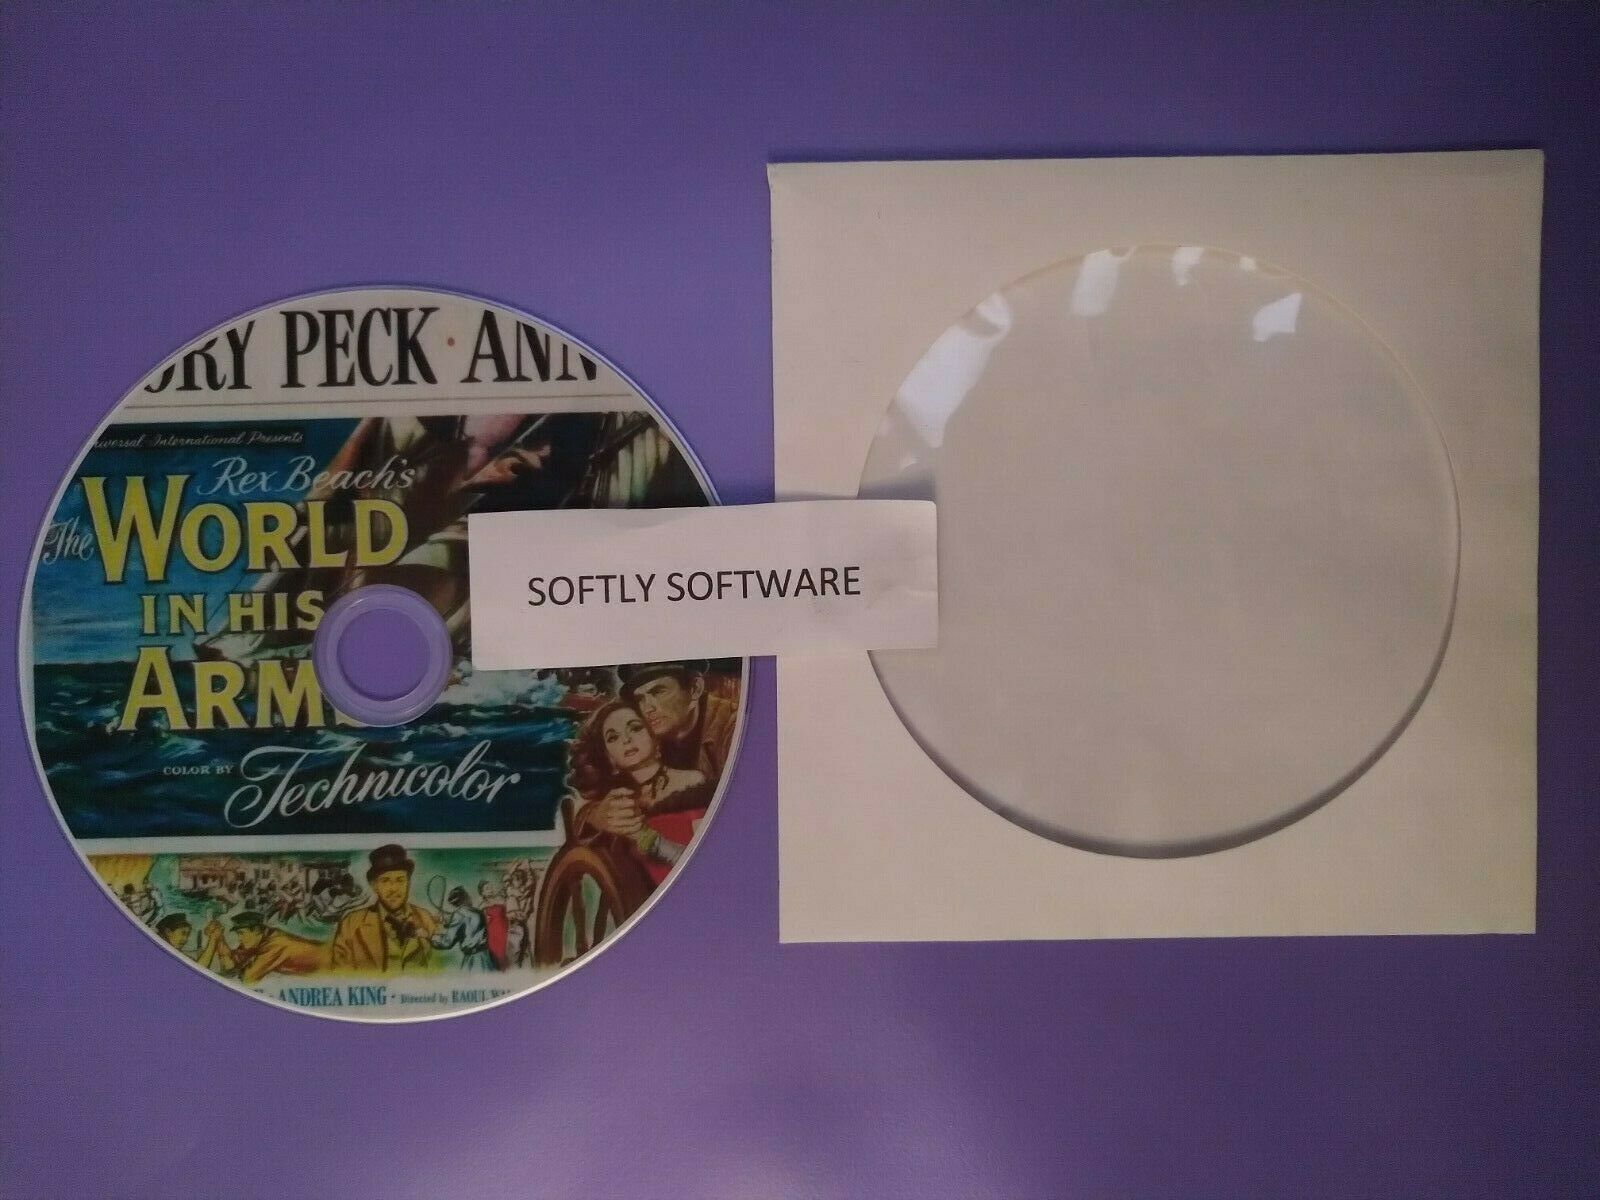 ORY PECK · ANN
Universal International Presents
Rex Beach's
The WORLD
IN HIS
ARM
COLOR BY Technicolor
ANDREA KING · Directed by RAOUL
SOFTLY SOFTWARE